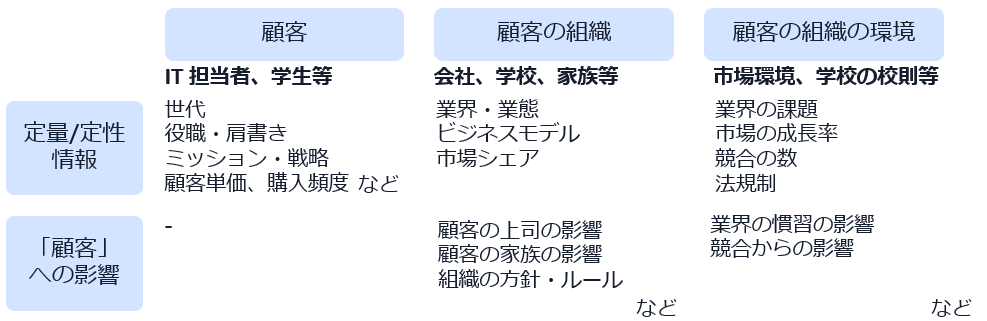 顧客
顧客の組織
顧客の組織の環境
IT 担当者、学生等
会社、学校、家族等
市場環境、学校の校則等
定量/定性
情報
世代
役職・肩書き
ミッション・戦略
顧客単価、購入頻度 など
業界・業態
ビジネスモデル
市場シェア
業界の課題
市場の成長率
競合の数
法規制
「顧客」
への影響
-
顧客の上司の影響
顧客の家族の影響
組織の方針・ルール
など
業界の慣習の影響
競合からの影響
など